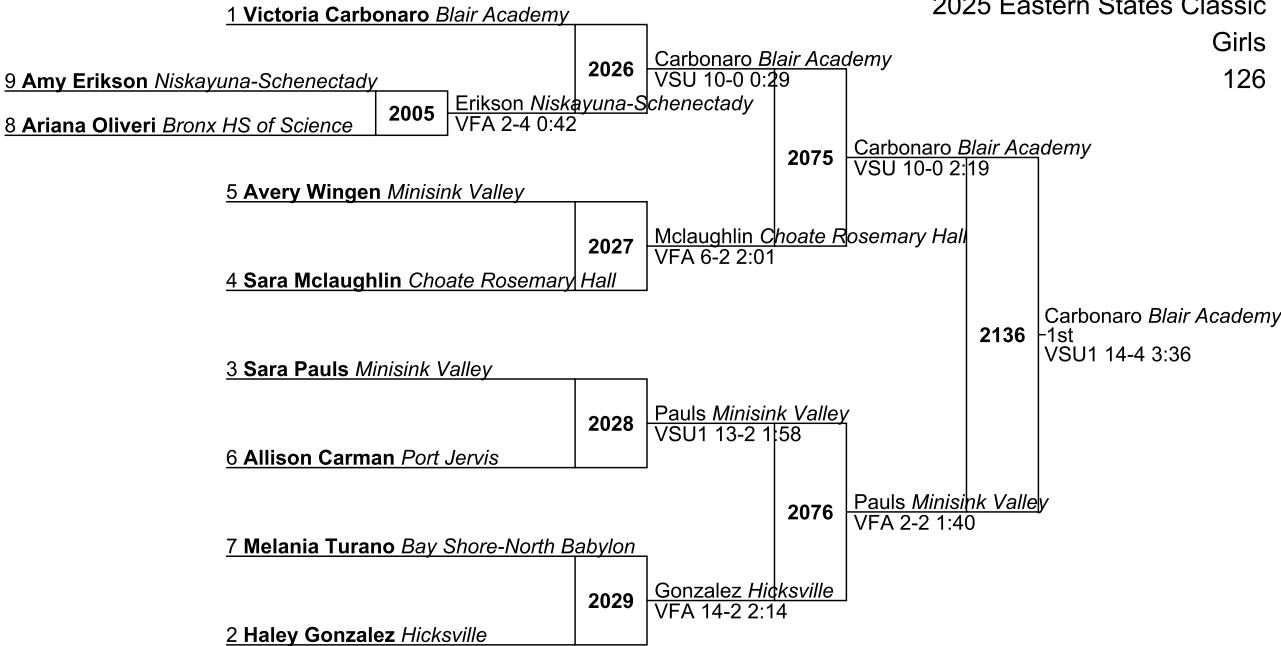 2025 Eastern States Classic
Girls
126
1 Victoria Carbonaro Blair Academy
9 Amy Erikson Niskayuna-Schenectady
8 Ariana Oliveri Bronx HS of Science
2005
Erikson Niskayuna-Schenectady
VFA 2-4 0:42
2026
Carbonaro Blair Academy
VSU 10-0 0:29
5 Avery Wingen Minisink Valley
4 Sara Mclaughlin Choate Rosemary Hall
2027
Mclaughlin Choate Rosemary Hall
VFA 6-2 2:01
2075
Carbonaro Blair Academy
VSU 10-0 2:19
3 Sara Pauls Minisink Valley
6 Allison Carman Port Jervis
2028
Pauls Minisink Valley
VSU1 13-2 1:58
7 Melania Turano Bay Shore-North Babylon
2 Haley Gonzalez Hicksville
2029
Gonzalez Hicksville
VFA 14-2 2:14
2076
Pauls Minisink Valley
VFA 2-2 1:40
2136
Carbonaro Blair Academy
1st
VSU1 14-4 3:36